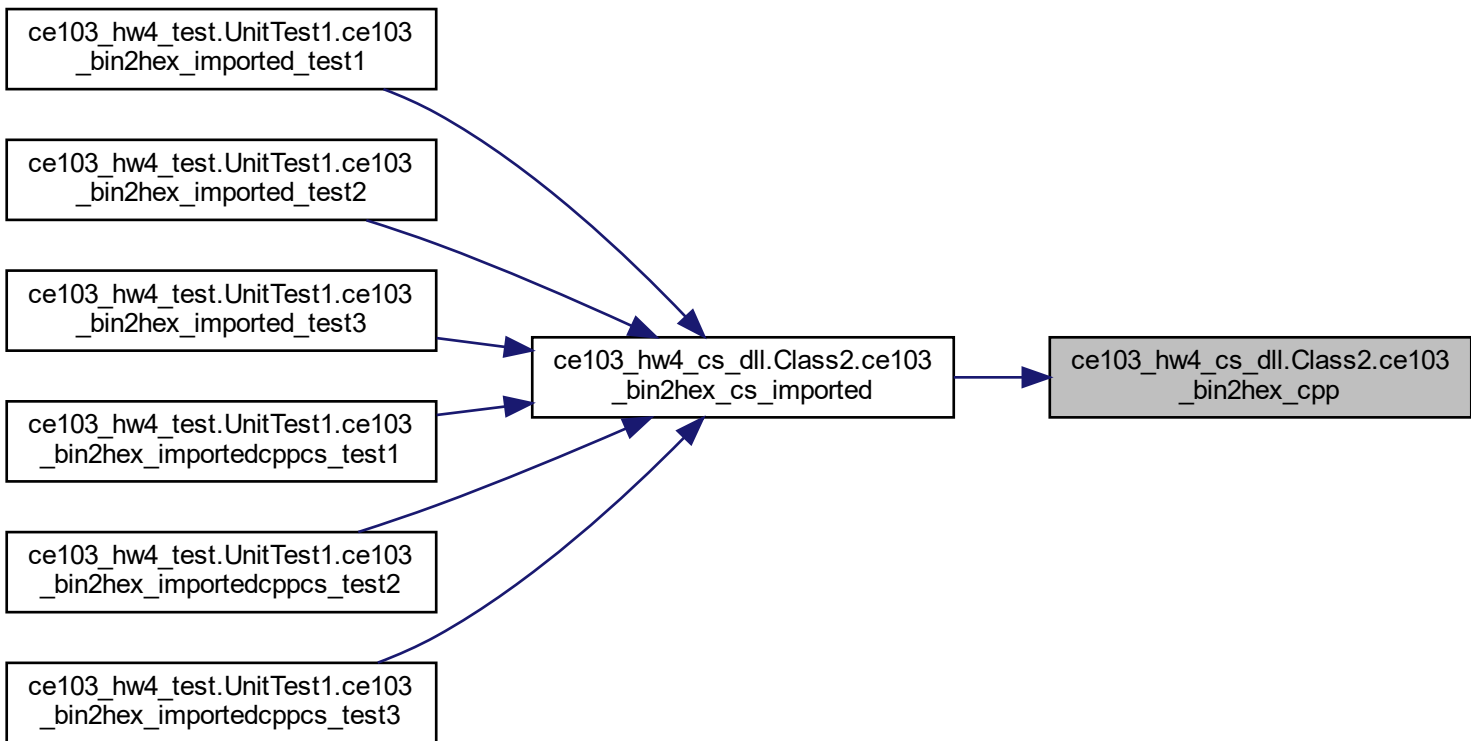 ce103_hw4_test.UnitTest1.ce103
_bin2hex_imported_test1
ce103_hw4_test.UnitTest1.ce103
_bin2hex_imported_test2
ce103_hw4_test.UnitTest1.ce103
_bin2hex_imported_test3
ce103_hw4_test.UnitTest1.ce103
_bin2hex_importedcppcs_test1
ce103_hw4_test.UnitTest1.ce103
_bin2hex_importedcppcs_test2
ce103_hw4_test.UnitTest1.ce103
_bin2hex_importedcppcs_test3
ce103_hw4_cs_dll.Class2.ce103
_bin2hex_cs_imported
ce103_hw4_cs_dll.Class2.ce103
_bin2hex_cpp